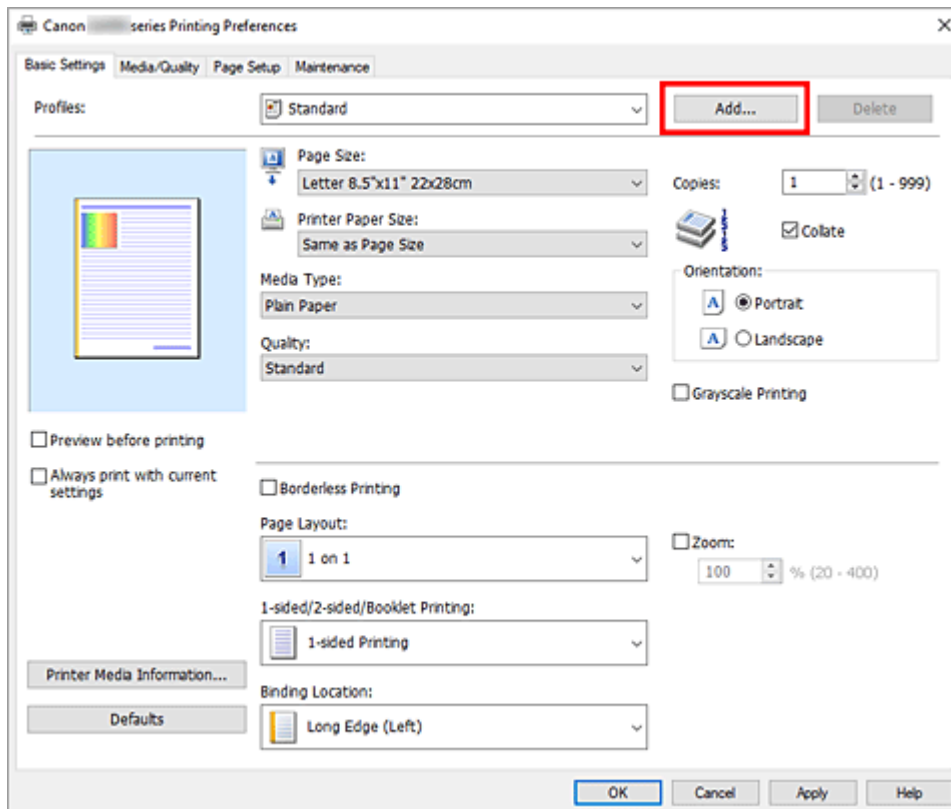 Canon series Printing Preferences
Basic Settings Media/Quality Page Setup Maintenance
Profiles: Standard Add... Delete
Page Size:
Letter 8.5"x11" 22x28cm
Copies: 1 (1 - 999)
Printer Paper Size:
Same as Page Size
Collate
Media Type:
Plain Paper
Orientation:
A Portrait
A Landscape
Quality:
Standard
Grayscale Printing
Preview before printing
Always print with current
settings
Borderless Printing
Page Layout:
1 1 on 1
Zoom:
100 % (20 - 400)
1-sided/2-sided/Booklet Printing:
1-sided Printing
Printer Media Information...
Defaults
Binding Location:
Long Edge (Left)
OK Cancel Apply Help